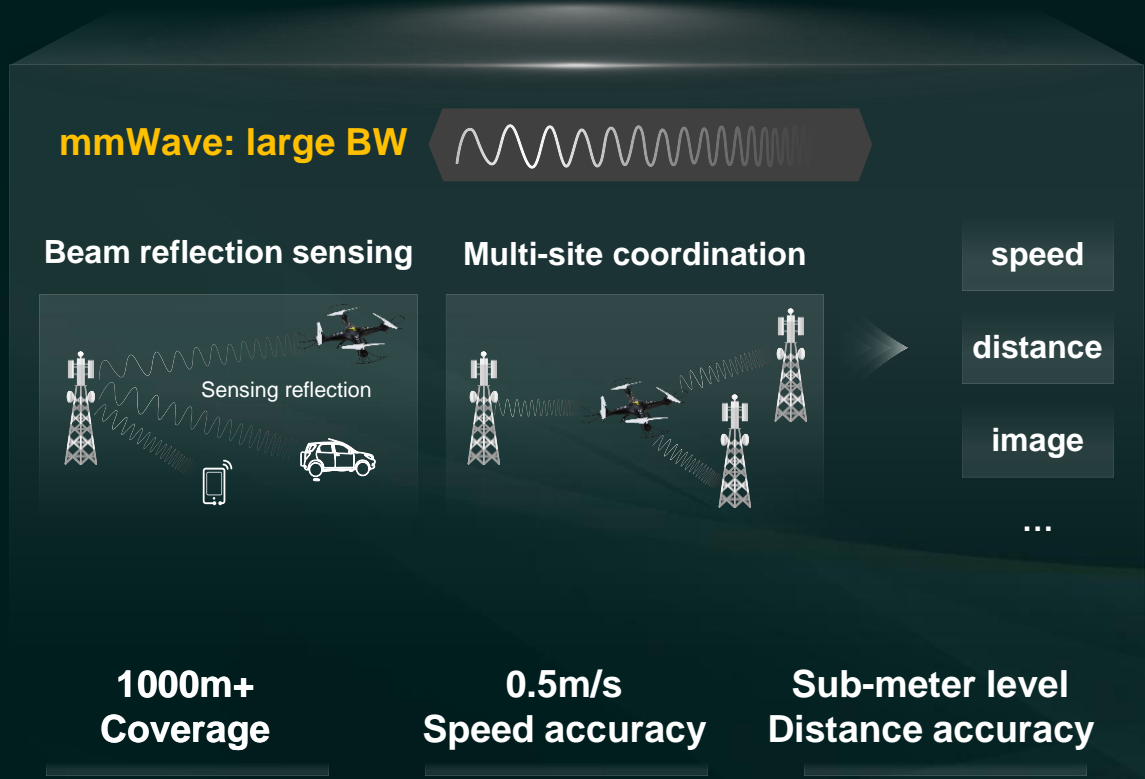 mmWave: large BW
Beam reflection sensing
Multi-site coordination
Sensing reflection
speed
distance
image
…
1000m+
Coverage
0.5m/s
Speed accuracy
Sub-meter level
Distance accuracy